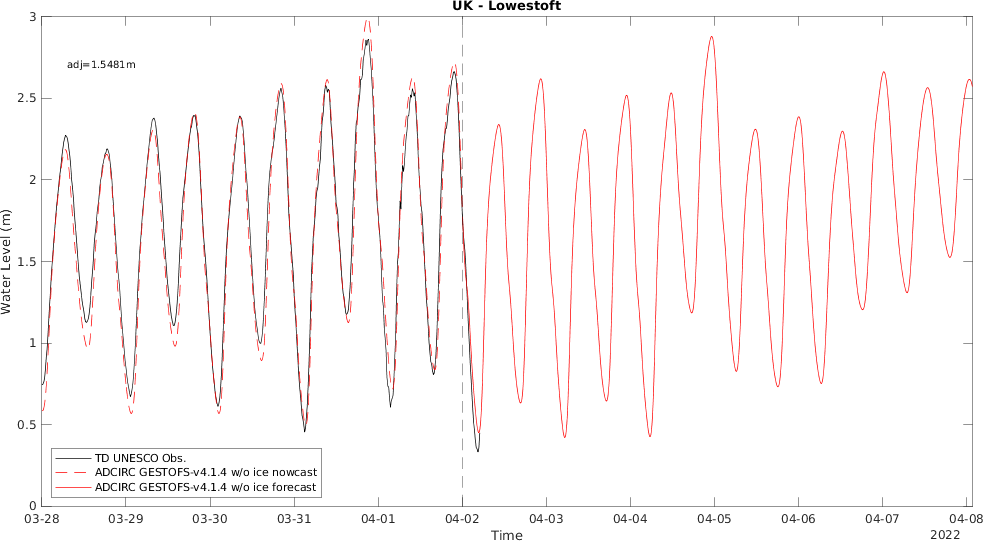 UK - Lowestoft
3
adj=1.5481m
2.5
2
1.5
1
0.5
0
Water Level (m)
TD UNESCO Obs.
ADCIRC GESTOFS-v4.1.4 w/o ice nowcast
ADCIRC GESTOFS-v4.1.4 w/o ice forecast
03-28 03-29 03-30 03-31 04-01 04-02 04-03 04-04 04-05 04-06 04-07 04-08
Time
2022